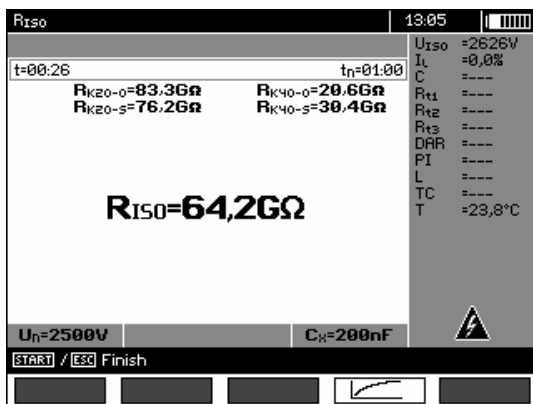 RISO 13:05
t=00:26 tn=01:00
RK20-O=83,3GΩ RK40-O=20,6GΩ
RK20-S=76,2GΩ RK40-S=30,4GΩ
RISO=64,2GΩ
UISO =2626V
IL =0,0%
C =---
Rt1 =---
Rt2 =---
Rt3 =---
DAR =---
PI =---
L =---
TC =---
T =23,8°C
Un=2500V CX=200nF
START / ESC Finish